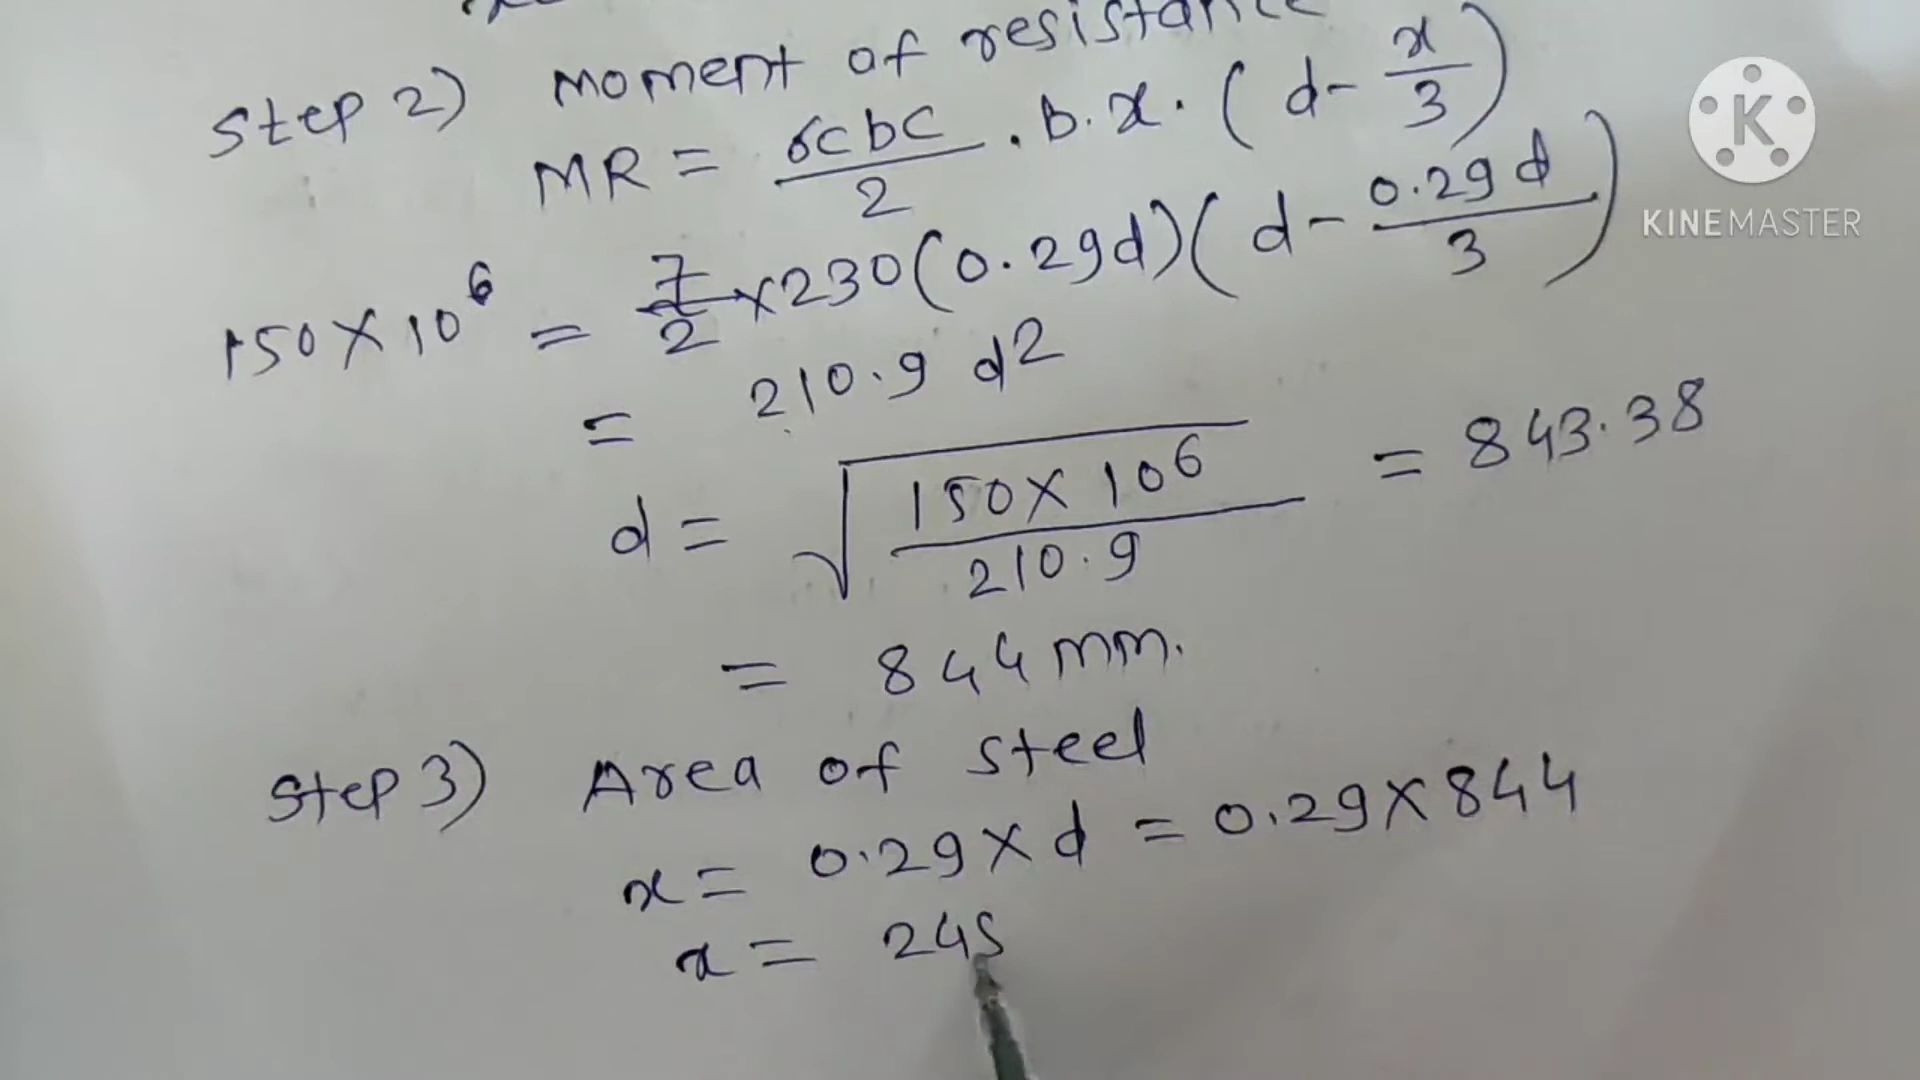 Step 2) Moment of resistance
MR = σcbc/2 . b.x. (d - x/3)
150 X 10⁶ = 7/2 x 230 (0.29d) (d - 0.29d/3)
= 210.9 d²
d = √(150 X 10⁶/210.9) = 843.38
= 844 mm.
Step 3) Area of steel
x = 0.29 X d = 0.29 X 844
x = 245
K
KINEMASTER